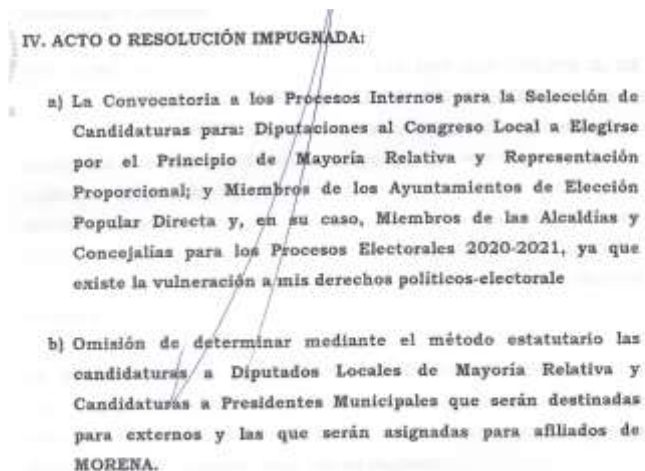 IV. ACTO O RESOLUCIÓN IMPUGNADA:
a) La Convocatoria a los Procesos Internos para la Selección de
Candidaturas para: Diputaciones al Congreso Local a Elegirse
por el Principio de Mayoría Relativa y Representación
Proporcional; y Miembros de los Ayuntamientos de Elección
Popular Directa y, en su caso, Miembros de las Alcaldías y
Concejalías para los Procesos Electorales 2020-2021, ya que
existe la vulneración a mis derechos políticos-electorale
b) Omisión de determinar mediante el método estatutario las
candidaturas a Diputados Locales de Mayoría Relativa y
Candidaturas a Presidentes Municipales que serán destinadas
para externos y las que serán asignadas para afiliados de
MORENA.